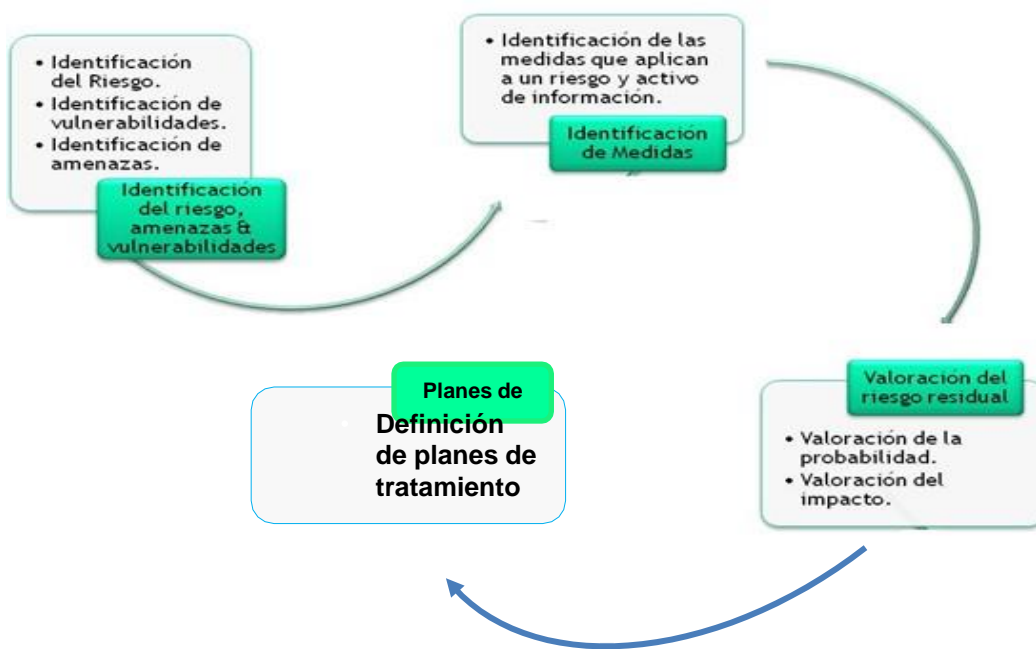 • Identificación
del Riesgo.
• Identificación de
vulnerabilidades.
• Identificación de
amenazas.
Identificación
del riesgo,
amenazas &
vulnerabilidades
• Identificación de las
medidas que aplican
a un riesgo y activo
de información.
Identificación
de Medidas
Valoración del
riesgo residual
• Valoración de la
probabilidad.
• Valoración del
impacto.
Planes de
Definición
de planes de
tratamiento